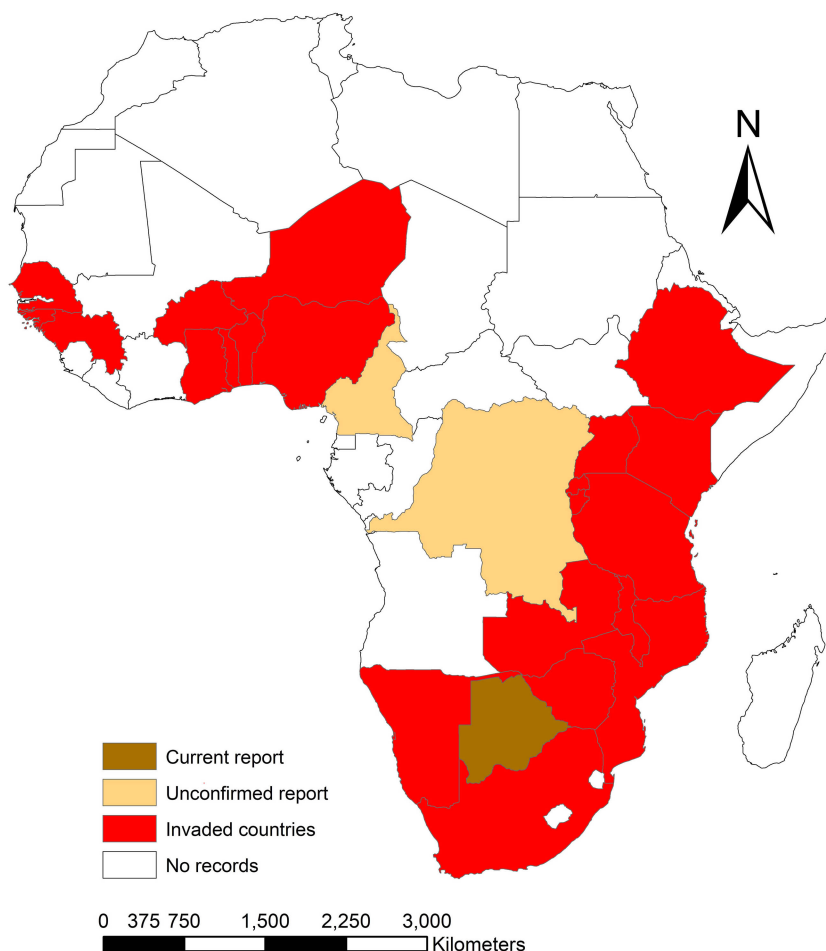 N
Current report
Unconfirmed report
Invaded countries
No records
0 375 750 1,500 2,250 3,000
Kilometers